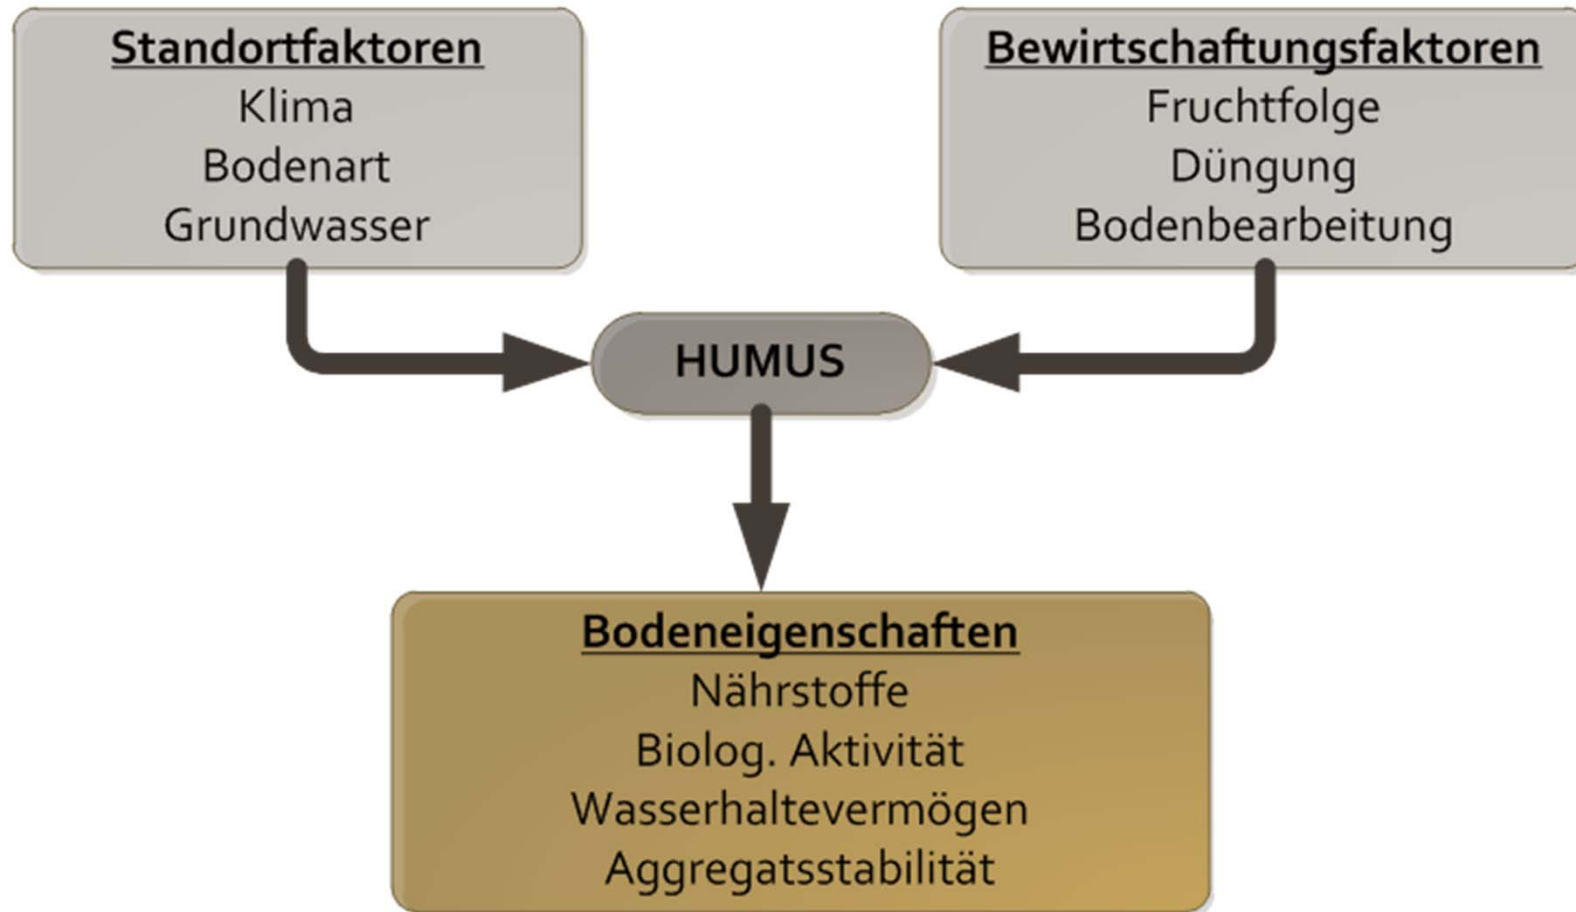 Standortfaktoren
Klima
Bodenart
Grundwasser
Bewirtschaftungsfaktoren
Fruchtfolge
Düngung
Bodenbearbeitung
HUMUS
Bodeneigenschaften
Nährstoffe
Biolog. Aktivität
Wasserhaltevermögen
Aggregatsstabilität